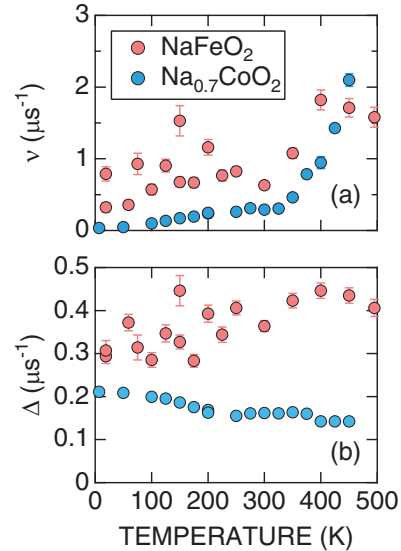 3
NaFeO₂
Na₀.₇CoO₂
2
ν (μs⁻¹)
1
(a)
0
0.5
0.4
0.3
Δ (μs⁻¹)
0.2
0.1
(b)
0
0 100 200 300 400 500
TEMPERATURE (K)